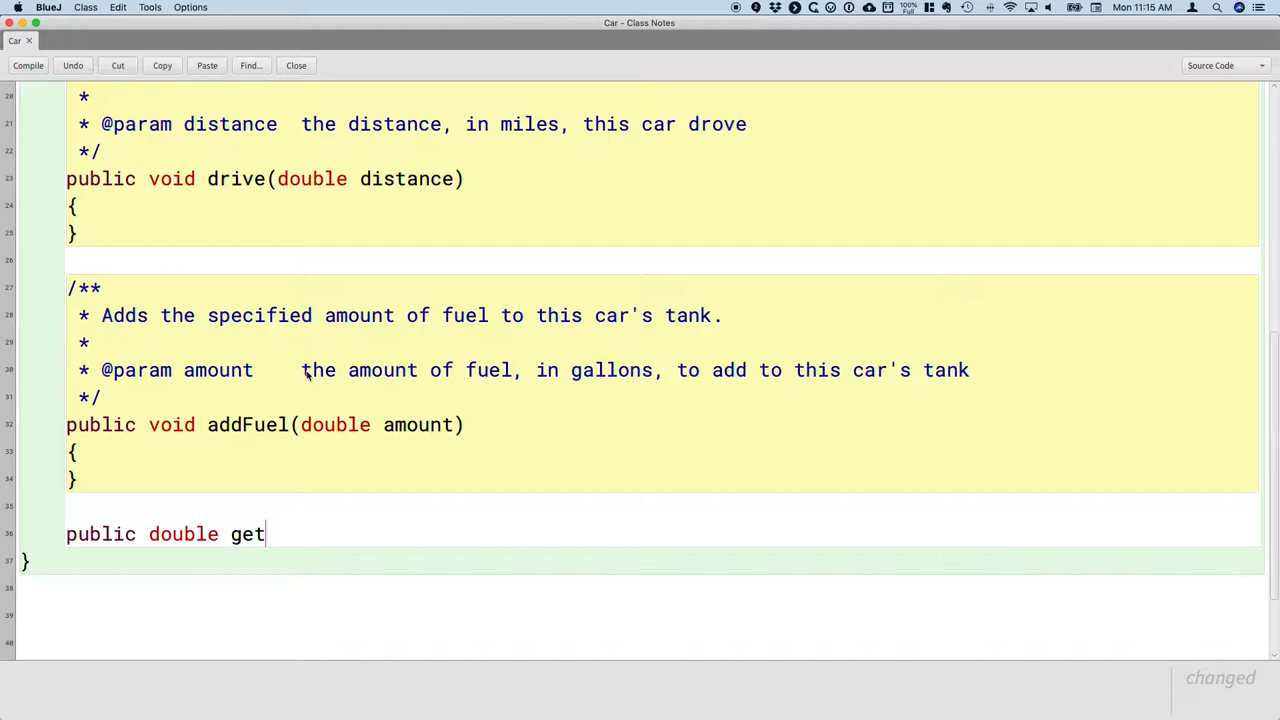 BlueJ Class Edit Tools Options 100% Full Mon 11:15 AM
Car - Class Notes
Car ×
Compile Undo Cut Copy Paste Find... Close Source Code
20 *
21 * @param distance  the distance, in miles, this car drove
22 */
23 public void drive(double distance)
24 {
25 }
26
27 /**
28 * Adds the specified amount of fuel to this car's tank.
29 *
30 * @param amount    the amount of fuel, in gallons, to add to this car's tank
31 */
32 public void addFuel(double amount)
33 {
34 }
35
36 public double get
37 }
38
39
40
changed